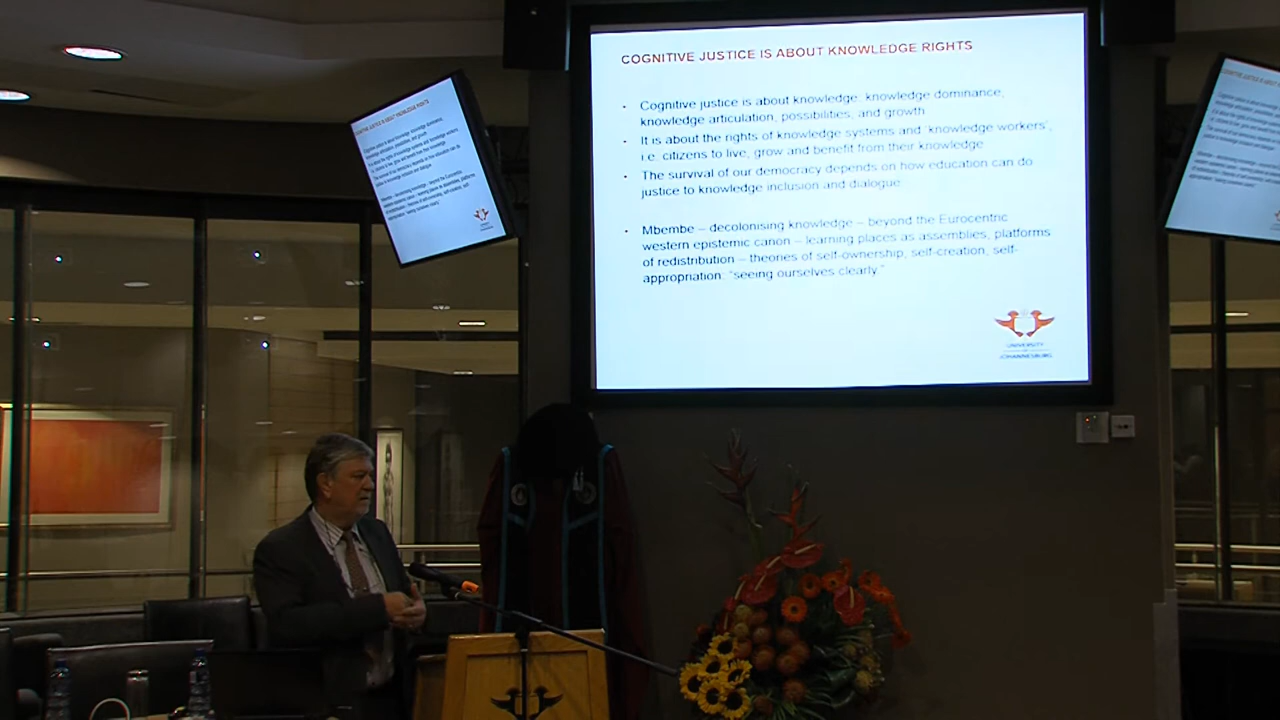 COGNITIVE JUSTICE IS ABOUT KNOWLEDGE RIGHTS
• Cognitive justice is about knowledge: knowledge dominance,
knowledge articulation, possibilities, and growth
• It is about the rights of knowledge systems and 'knowledge workers',
i.e. citizens to live, grow and benefit from their knowledge
• The survival of our democracy depends on how education can do
justice to knowledge inclusion and dialogue
• Mbembe – decolonising knowledge – beyond the Eurocentric
western epistemic canon – learning places as assemblies, platforms
of redistribution – theories of self-ownership, self-creation, self-
appropriation: “seeing ourselves clearly.”
UNIVERSITY
JOHANNESBURG